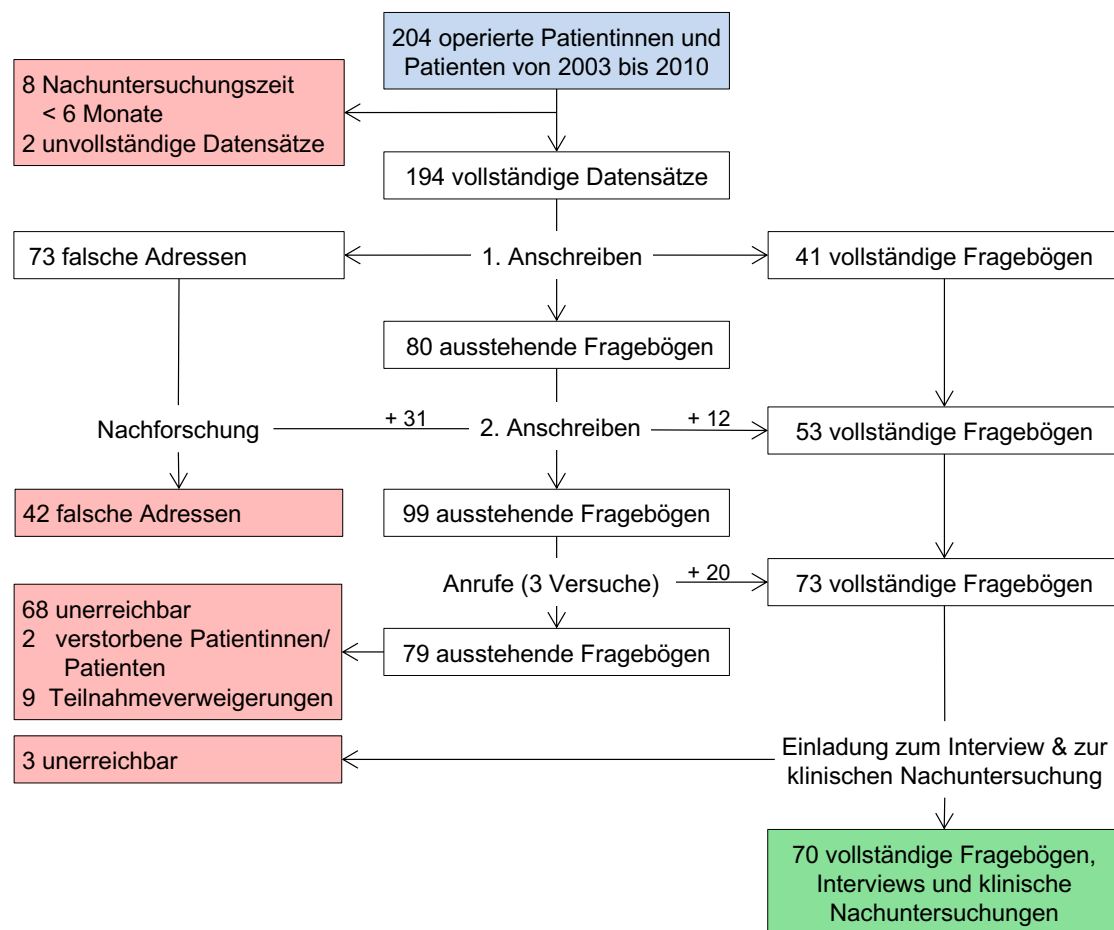 204 operierte Patientinnen und
Patienten von 2003 bis 2010
8 Nachuntersuchungszeit
< 6 Monate
2 unvollständige Datensätze
194 vollständige Datensätze
73 falsche Adressen
1. Anschreiben
41 vollständige Fragebögen
80 ausstehende Fragebögen
Nachforschung
+ 31
2. Anschreiben
+ 12
53 vollständige Fragebögen
42 falsche Adressen
99 ausstehende Fragebögen
Anrufe (3 Versuche)
+ 20
73 vollständige Fragebögen
68 unerreichbar
2 verstorbene Patientinnen/
Patienten
9 Teilnahmeverweigerungen
79 ausstehende Fragebögen
3 unerreichbar
Einladung zum Interview & zur
klinischen Nachuntersuchung
70 vollständige Fragebögen,
Interviews und klinische
Nachuntersuchungen